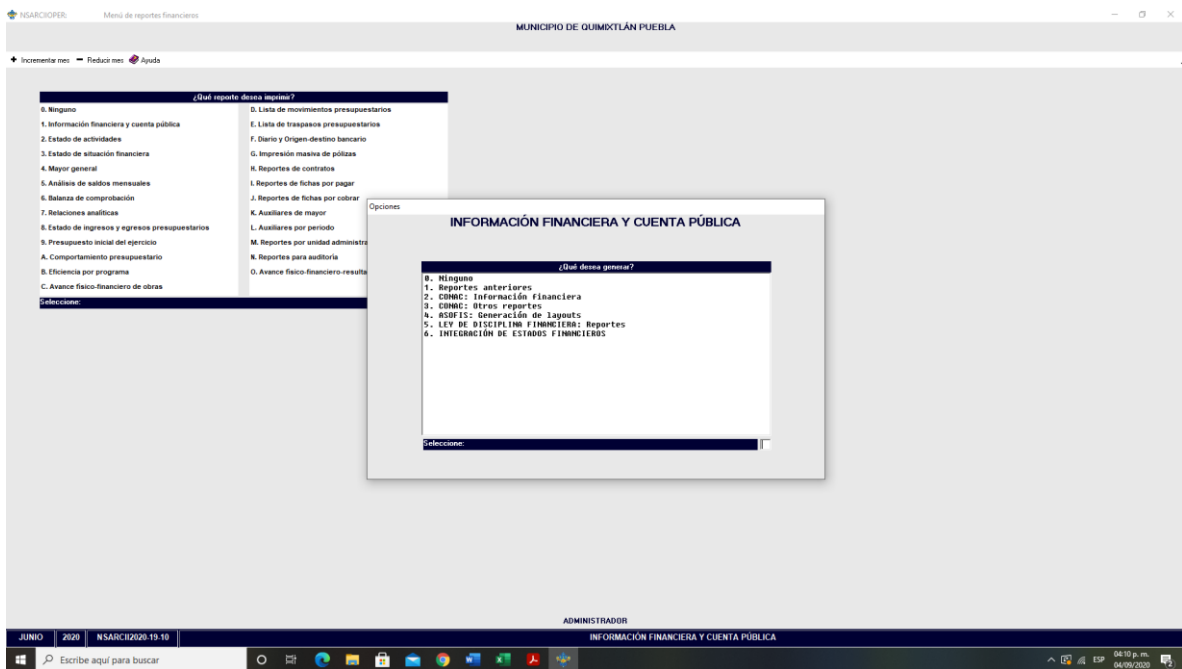 NSARCIIOPER: Menú de reportes financieros
MUNICIPIO DE QUIMIXTLÁN PUEBLA
Incrementar mes Reducir mes Ayuda
¿Qué reporte desea imprimir?
0. Ninguno
1. Información financiera y cuenta pública
2. Estado de actividades
3. Estado de situación financiera
4. Mayor general
5. Análisis de saldos mensuales
6. Balanza de comprobación
7. Relaciones analíticas
8. Estado de ingresos y egresos presupuestarios
9. Presupuesto inicial del ejercicio
A. Comportamiento presupuestario
B. Eficiencia por programa
C. Avance físico-financiero de obras
D. Lista de movimientos presupuestarios
E. Lista de traspasos presupuestarios
F. Diario y Origen-destino bancario
G. Impresión masiva de pólizas
H. Reportes de contratos
I. Reportes de fichas por pagar
J. Reportes de fichas por cobrar
K. Auxiliares de mayor
L. Auxiliares por periodo
M. Reportes por unidad administra
N. Reportes para auditoría
O. Avance físico-financiero-resulta
Seleccione:
Opciones
INFORMACIÓN FINANCIERA Y CUENTA PÚBLICA
¿Qué desea generar?
0. Ninguno
1. Reportes anteriores
2. CONAC: Información financiera
3. CONAC: Otros reportes
4. ASOFIS: Generación de layouts
5. LEY DE DISCIPLINA FINANCIERA: Reportes
6. INTEGRACIÓN DE ESTADOS FINANCIEROS
Seleccione:
ADMINISTRADOR
JUNIO 2020 NSARCII2020-19-10 INFORMACIÓN FINANCIERA Y CUENTA PÚBLICA
Escribe aquí para buscar
ESP
04:10 p. m.
04/09/2020